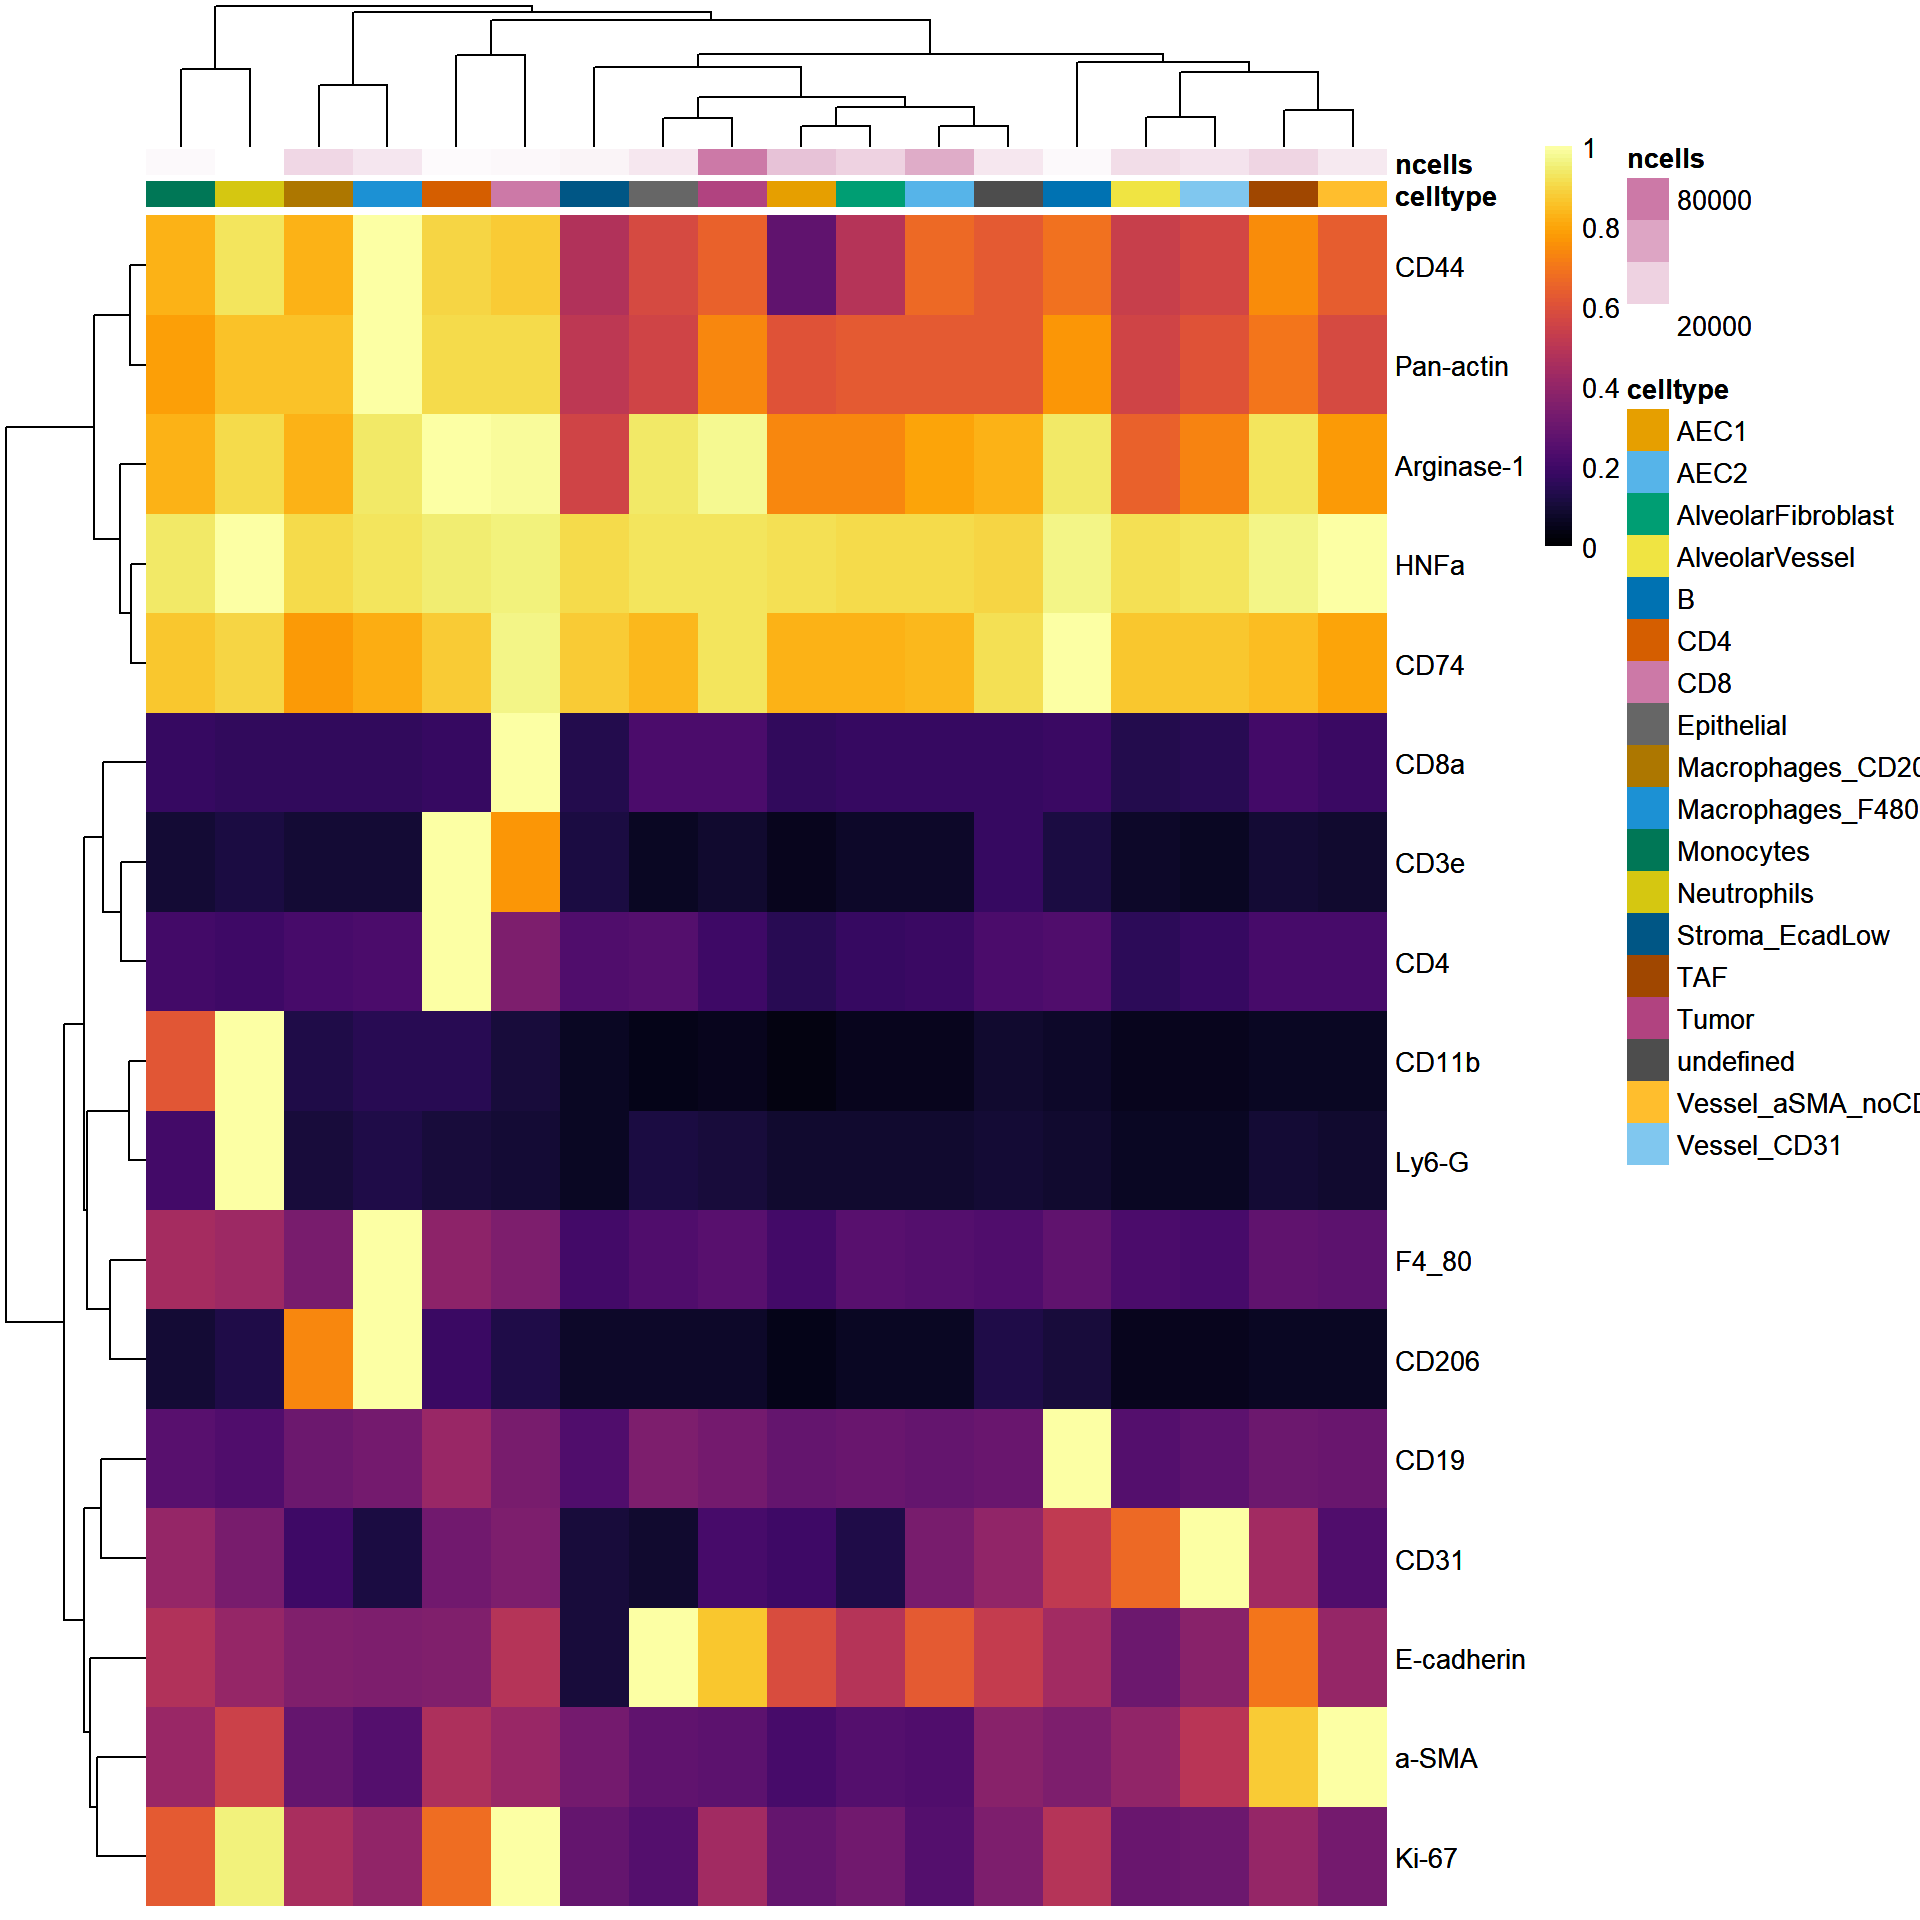 ncells
celltype
CD44
Pan-actin
Arginase-1
HNFa
CD74
CD8a
CD3e
CD4
CD11b
Ly6-G
F4_80
CD206
CD19
CD31
E-cadherin
a-SMA
Ki-67
1
0.8
0.6
0.4
0.2
0
ncells
80000
20000
celltype
AEC1
AEC2
AlveolarFibroblast
AlveolarVessel
B
CD4
CD8
Epithelial
Macrophages_CD20
Macrophages_F480
Monocytes
Neutrophils
Stroma_EcadLow
TAF
Tumor
undefined
Vessel_aSMA_noCD
Vessel_CD31